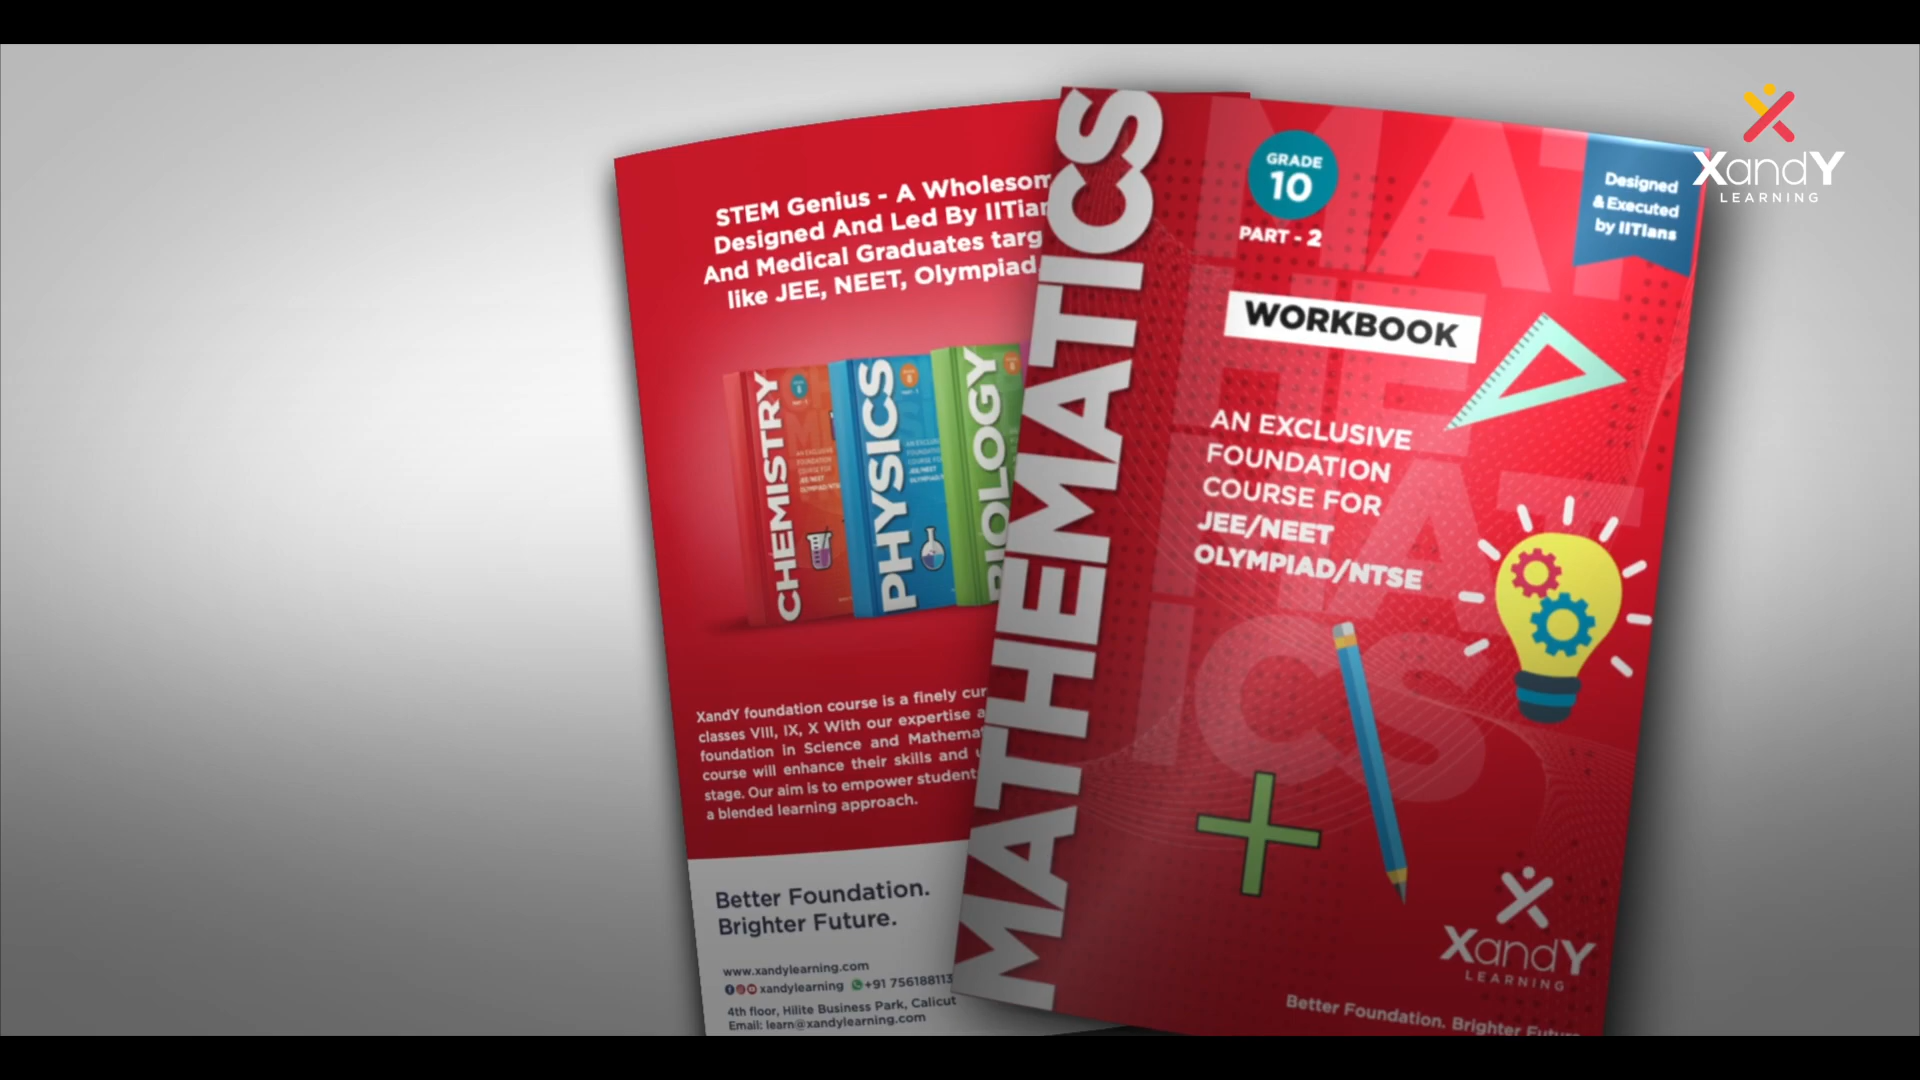 XandY
LEARNING
STEM Genius - A Wholesom
Designed And Led By IITian
And Medical Graduates targ
like JEE, NEET, Olympiad,
CHEMISTRY
PHYSICS
BIOLOGY
XandY foundation course is a finely cur
classes VIII, IX, X With our expertise a
foundation in Science and Mathema
course will enhance their skills and u
stage. Our aim is to empower student
a blended learning approach.
Better Foundation.
Brighter Future.
www.xandylearning.com
xandylearning +91 756188113
4th floor, Hilite Business Park, Calicut
Email: learn@xandylearning.com
MATHEMATICS
GRADE
10
PART - 2
Designed
& Executed
by IITians
WORKBOOK
AN EXCLUSIVE
FOUNDATION
COURSE FOR
JEE/NEET
OLYMPIAD/NTSE
MAT
HE
MAT
ICS
XandY
LEARNING
Better Foundation. Brighter Future